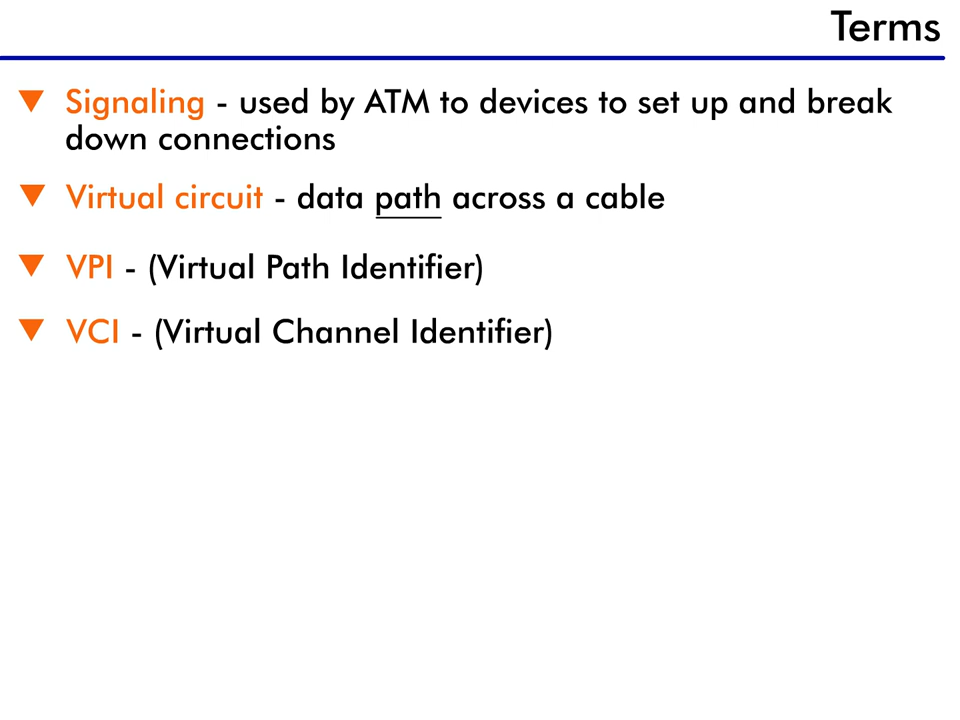 Terms
Signaling - used by ATM to devices to set up and break
down connections
Virtual circuit - data path across a cable
VPI - (Virtual Path Identifier)
VCI - (Virtual Channel Identifier)